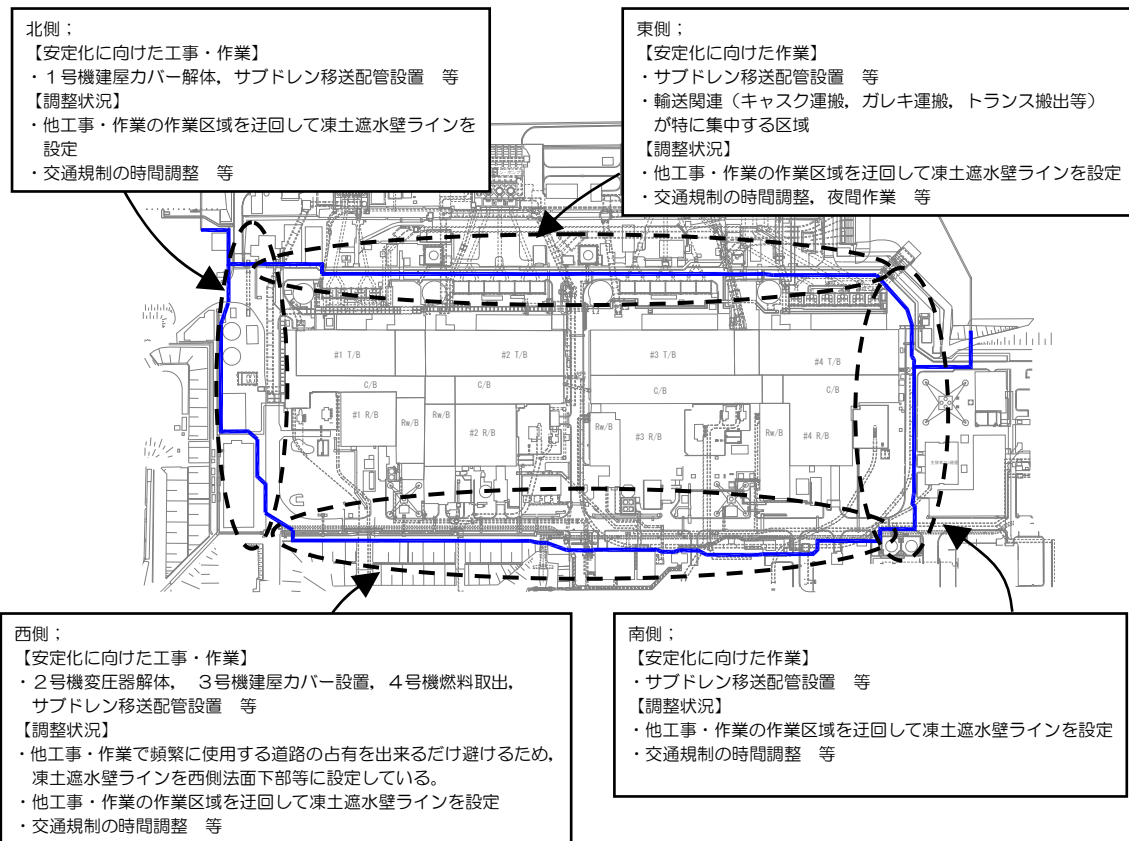 北側；
【安定化に向けた工事・作業】
・１号機建屋カバー解体，サブドレン移送配管設置　等
【調整状況】
・他工事・作業の作業区域を迂回して凍土遮水壁ラインを
設定
・交通規制の時間調整　等
東側；
【安定化に向けた作業】
・サブドレン移送配管設置　等
・輸送関連（キャスク運搬，ガレキ運搬，トランス搬出等）
が特に集中する区域
【調整状況】
・他工事・作業の作業区域を迂回して凍土遮水壁ラインを設定
・交通規制の時間調整，夜間作業　等
#1 T/B
#2 T/B
#3 T/B
#4 T/B
C/B
C/B
C/B
C/B
#1 R/B
Rw/B
Rw/B
#2 R/B
Rw/B
#3 R/B
Rw/B
#4 R/B
西側；
【安定化に向けた工事・作業】
・２号機変圧器解体，　３号機建屋カバー設置，４号機燃料取出，
サブドレン移送配管設置　等
【調整状況】
・他工事・作業で頻繁に使用する道路の占有を出来るだけ避けるため，
凍土遮水壁ラインを西側法面下部等に設定している。
・他工事・作業の作業区域を迂回して凍土遮水壁ラインを設定
・交通規制の時間調整　等
南側；
【安定化に向けた作業】
・サブドレン移送配管設置　等
【調整状況】
・他工事・作業の作業区域を迂回して凍土遮水壁ラインを設定
・交通規制の時間調整　等